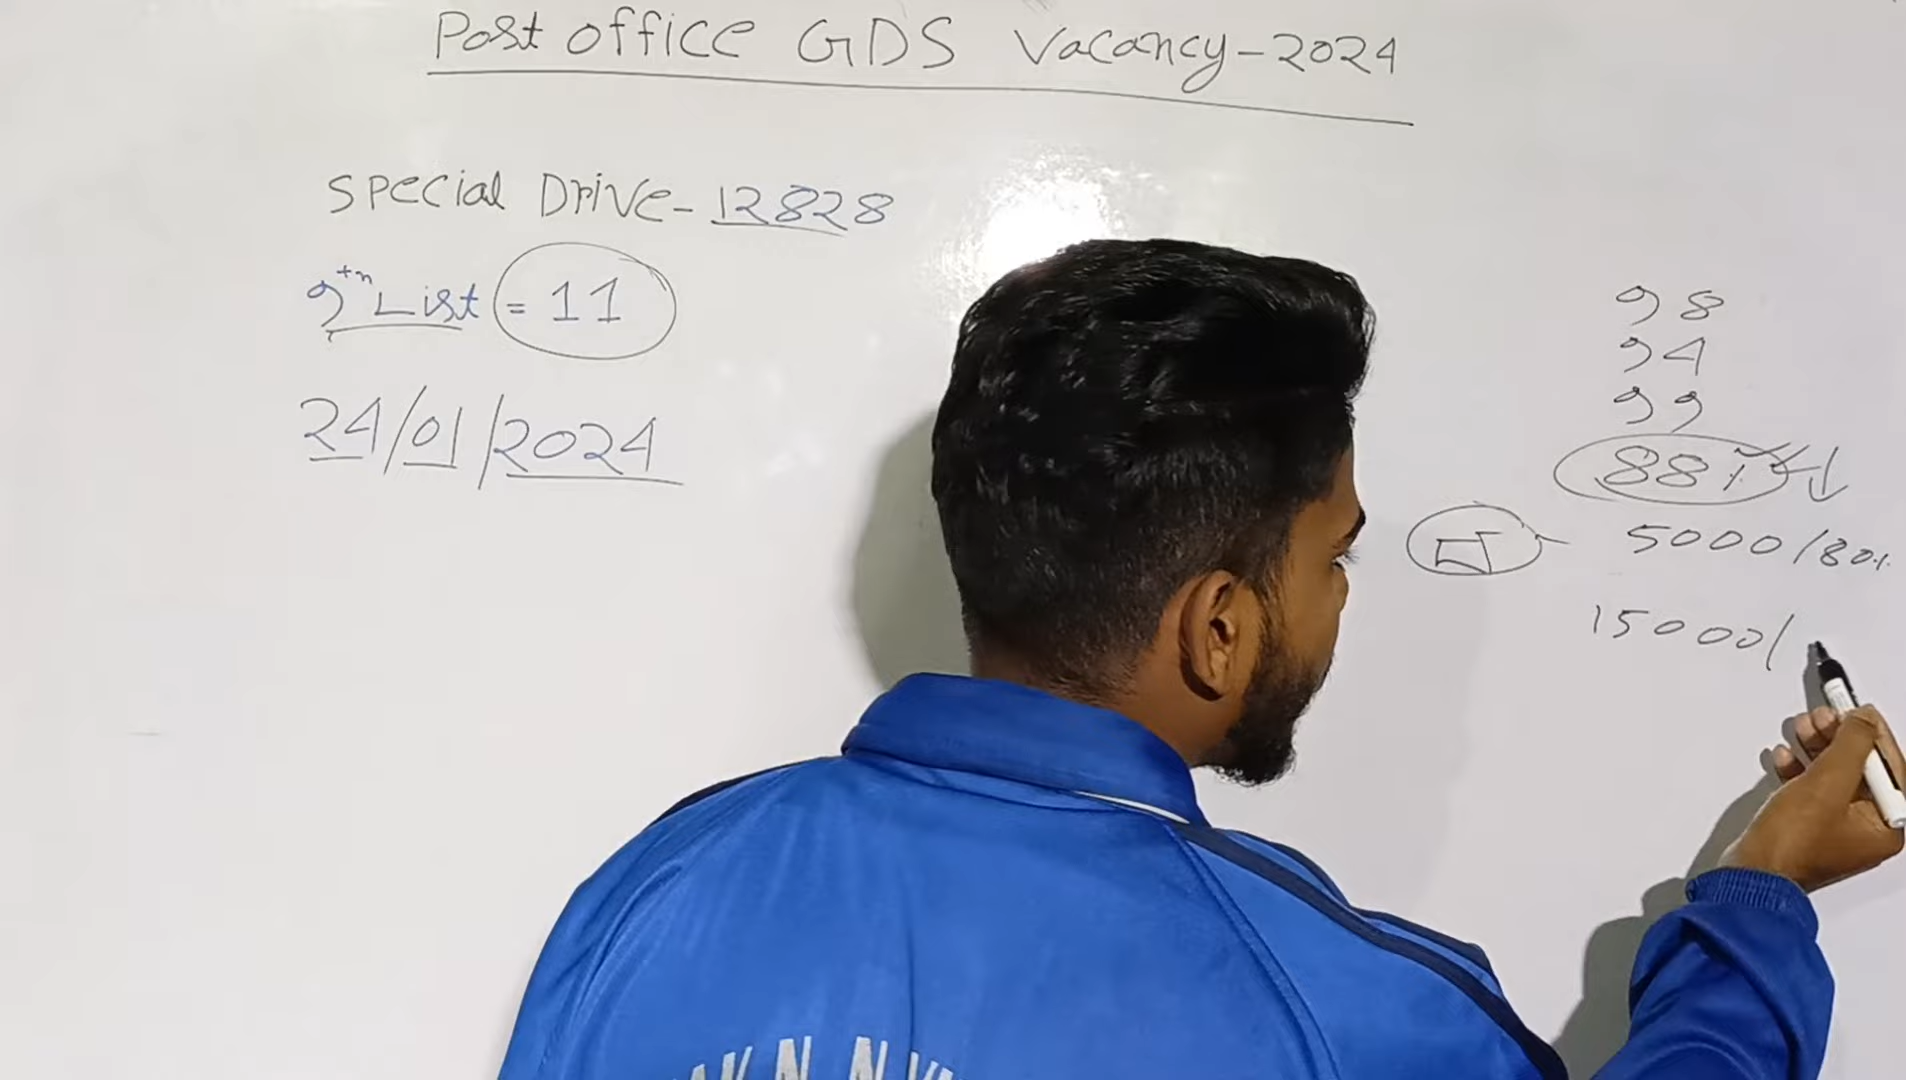 Post office GDS Vacancy-2024
Special Drive-12828
9th List = 11
24/01/2024
98
94
99
88%
5000/80%
15000/